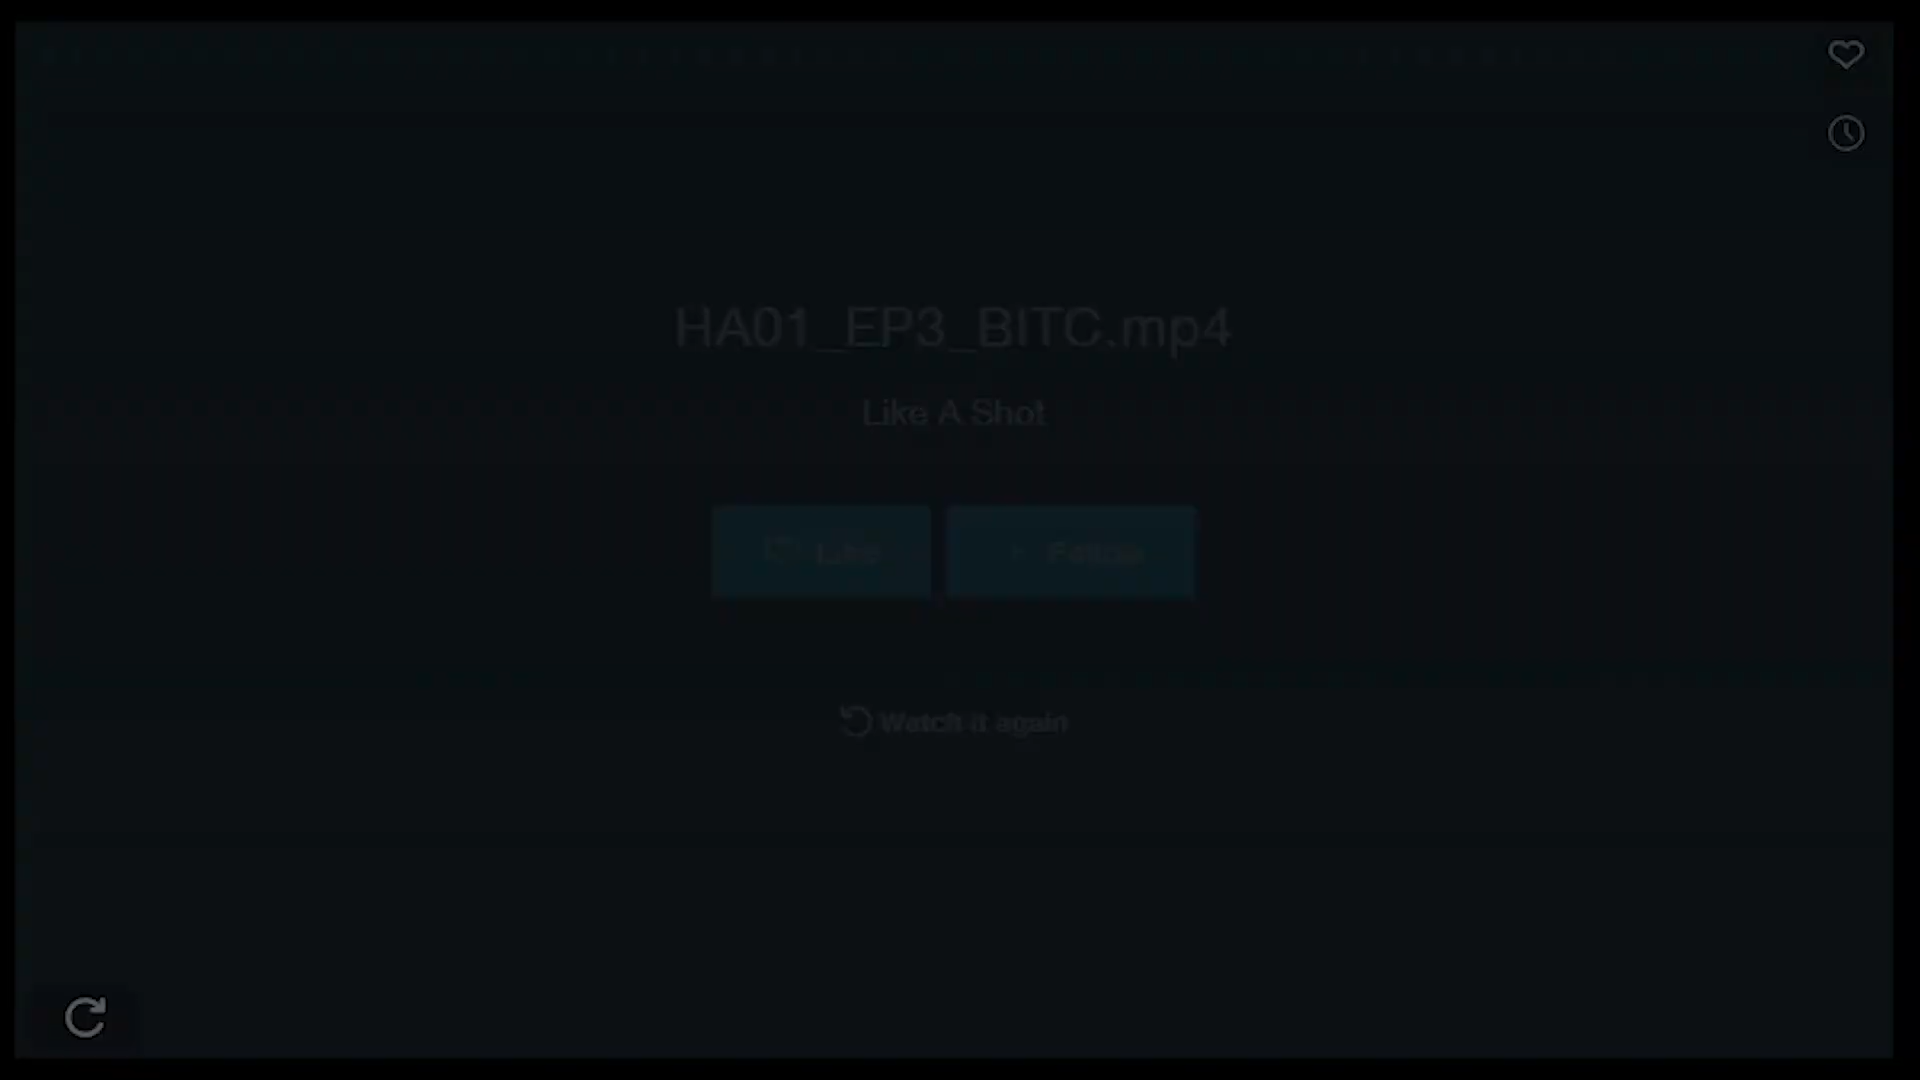 HA01_EP3_BITC.mp4
Like A Shot
Like
Follow
Watch it again